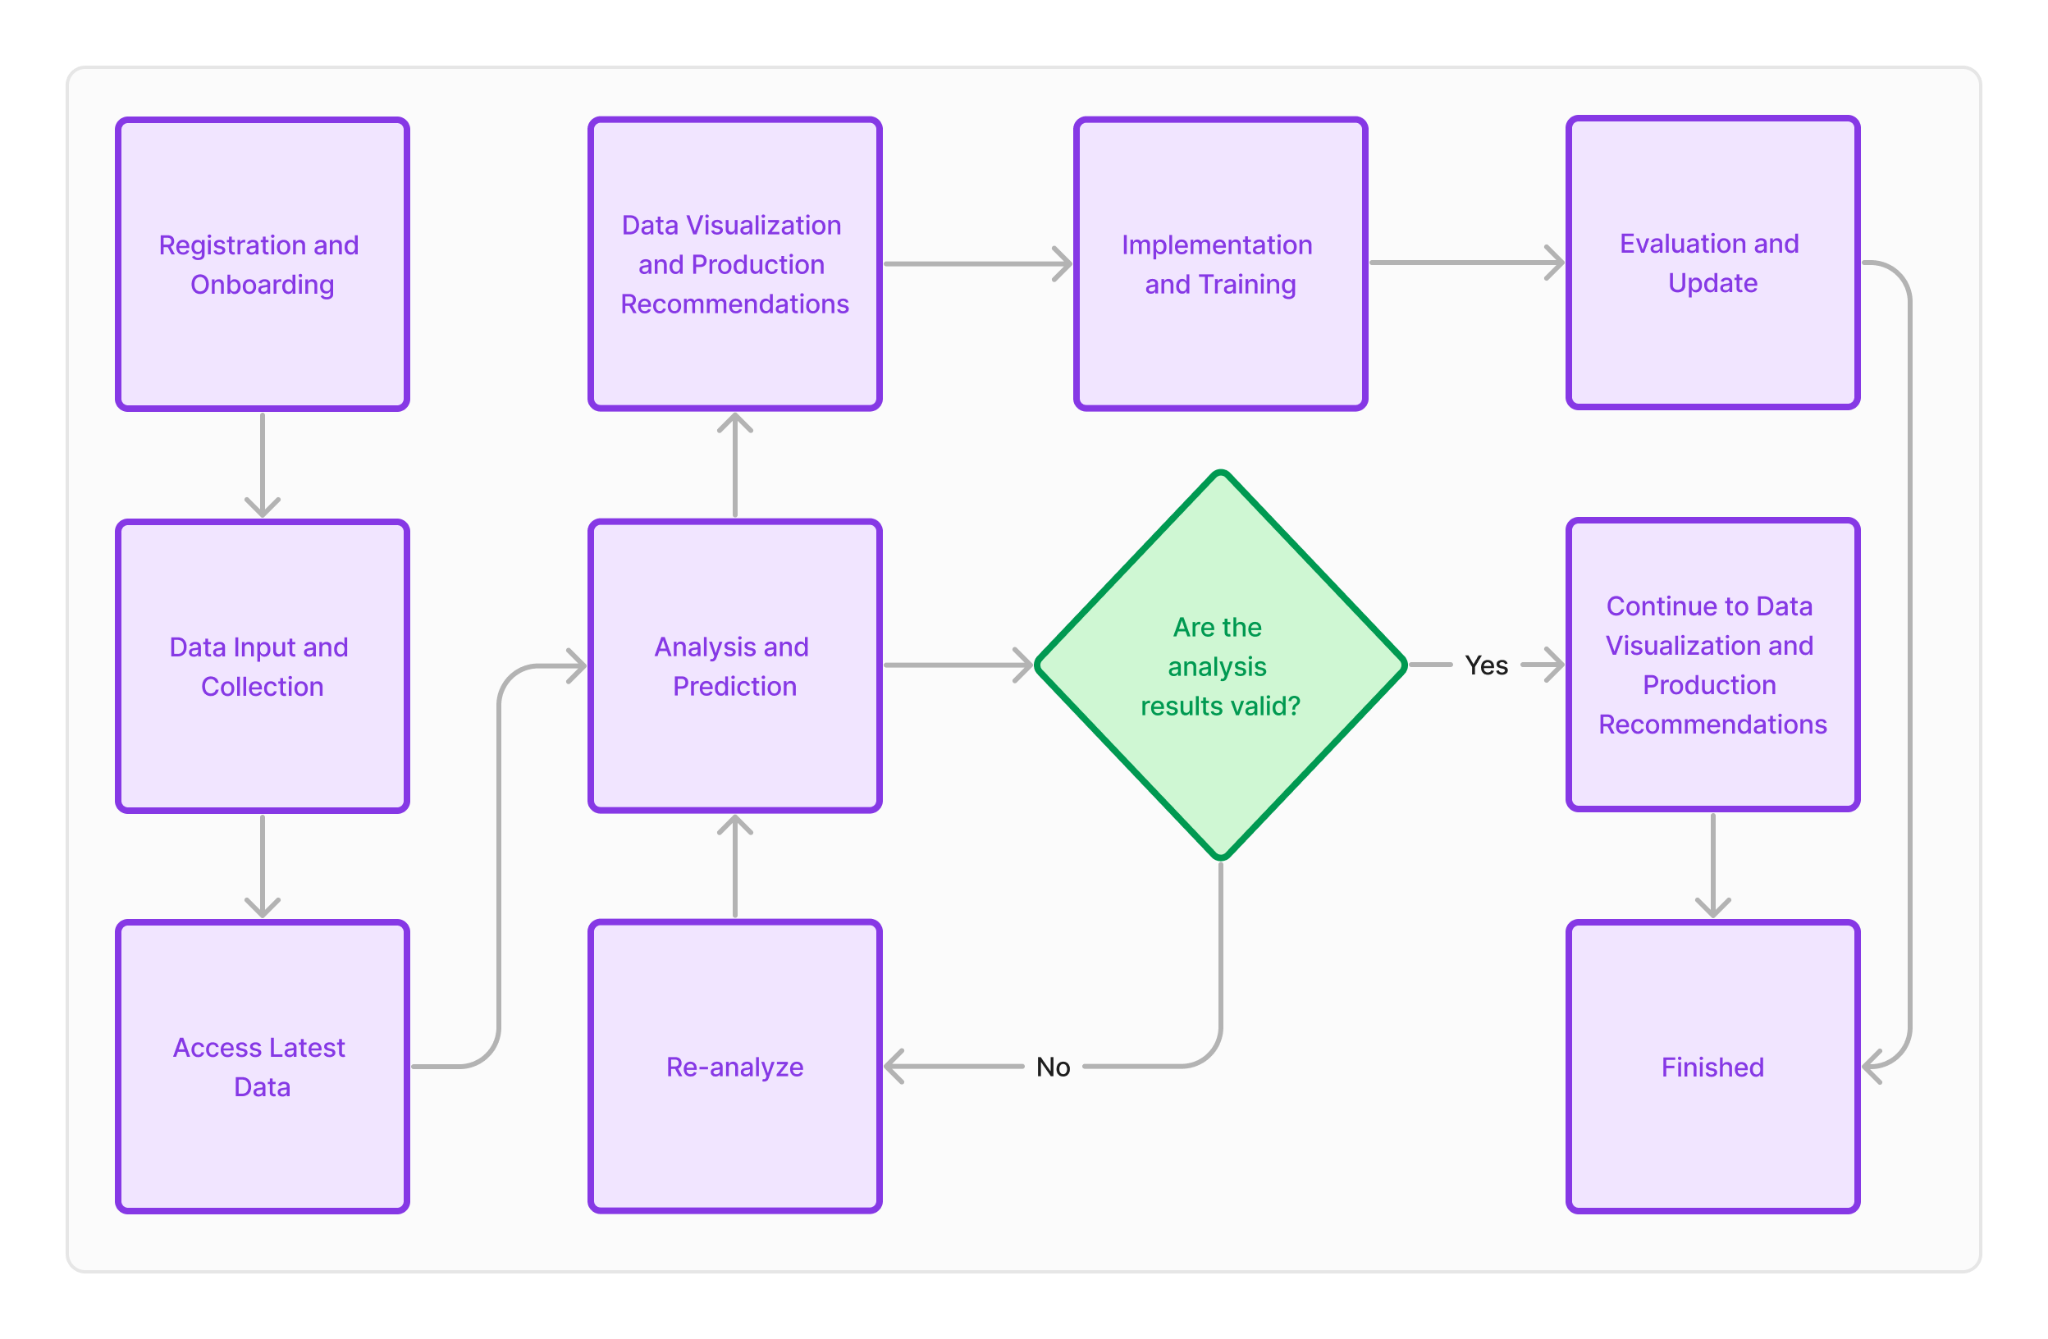 Registration and
Onboarding
Data Visualization
and Production
Recommendations
Implementation
and Training
Evaluation and
Update
Data Input and
Collection
Analysis and
Prediction
Are the
analysis
results valid?
Yes
Continue to Data
Visualization and
Production
Recommendations
Access Latest
Data
Re-analyze
No
Finished